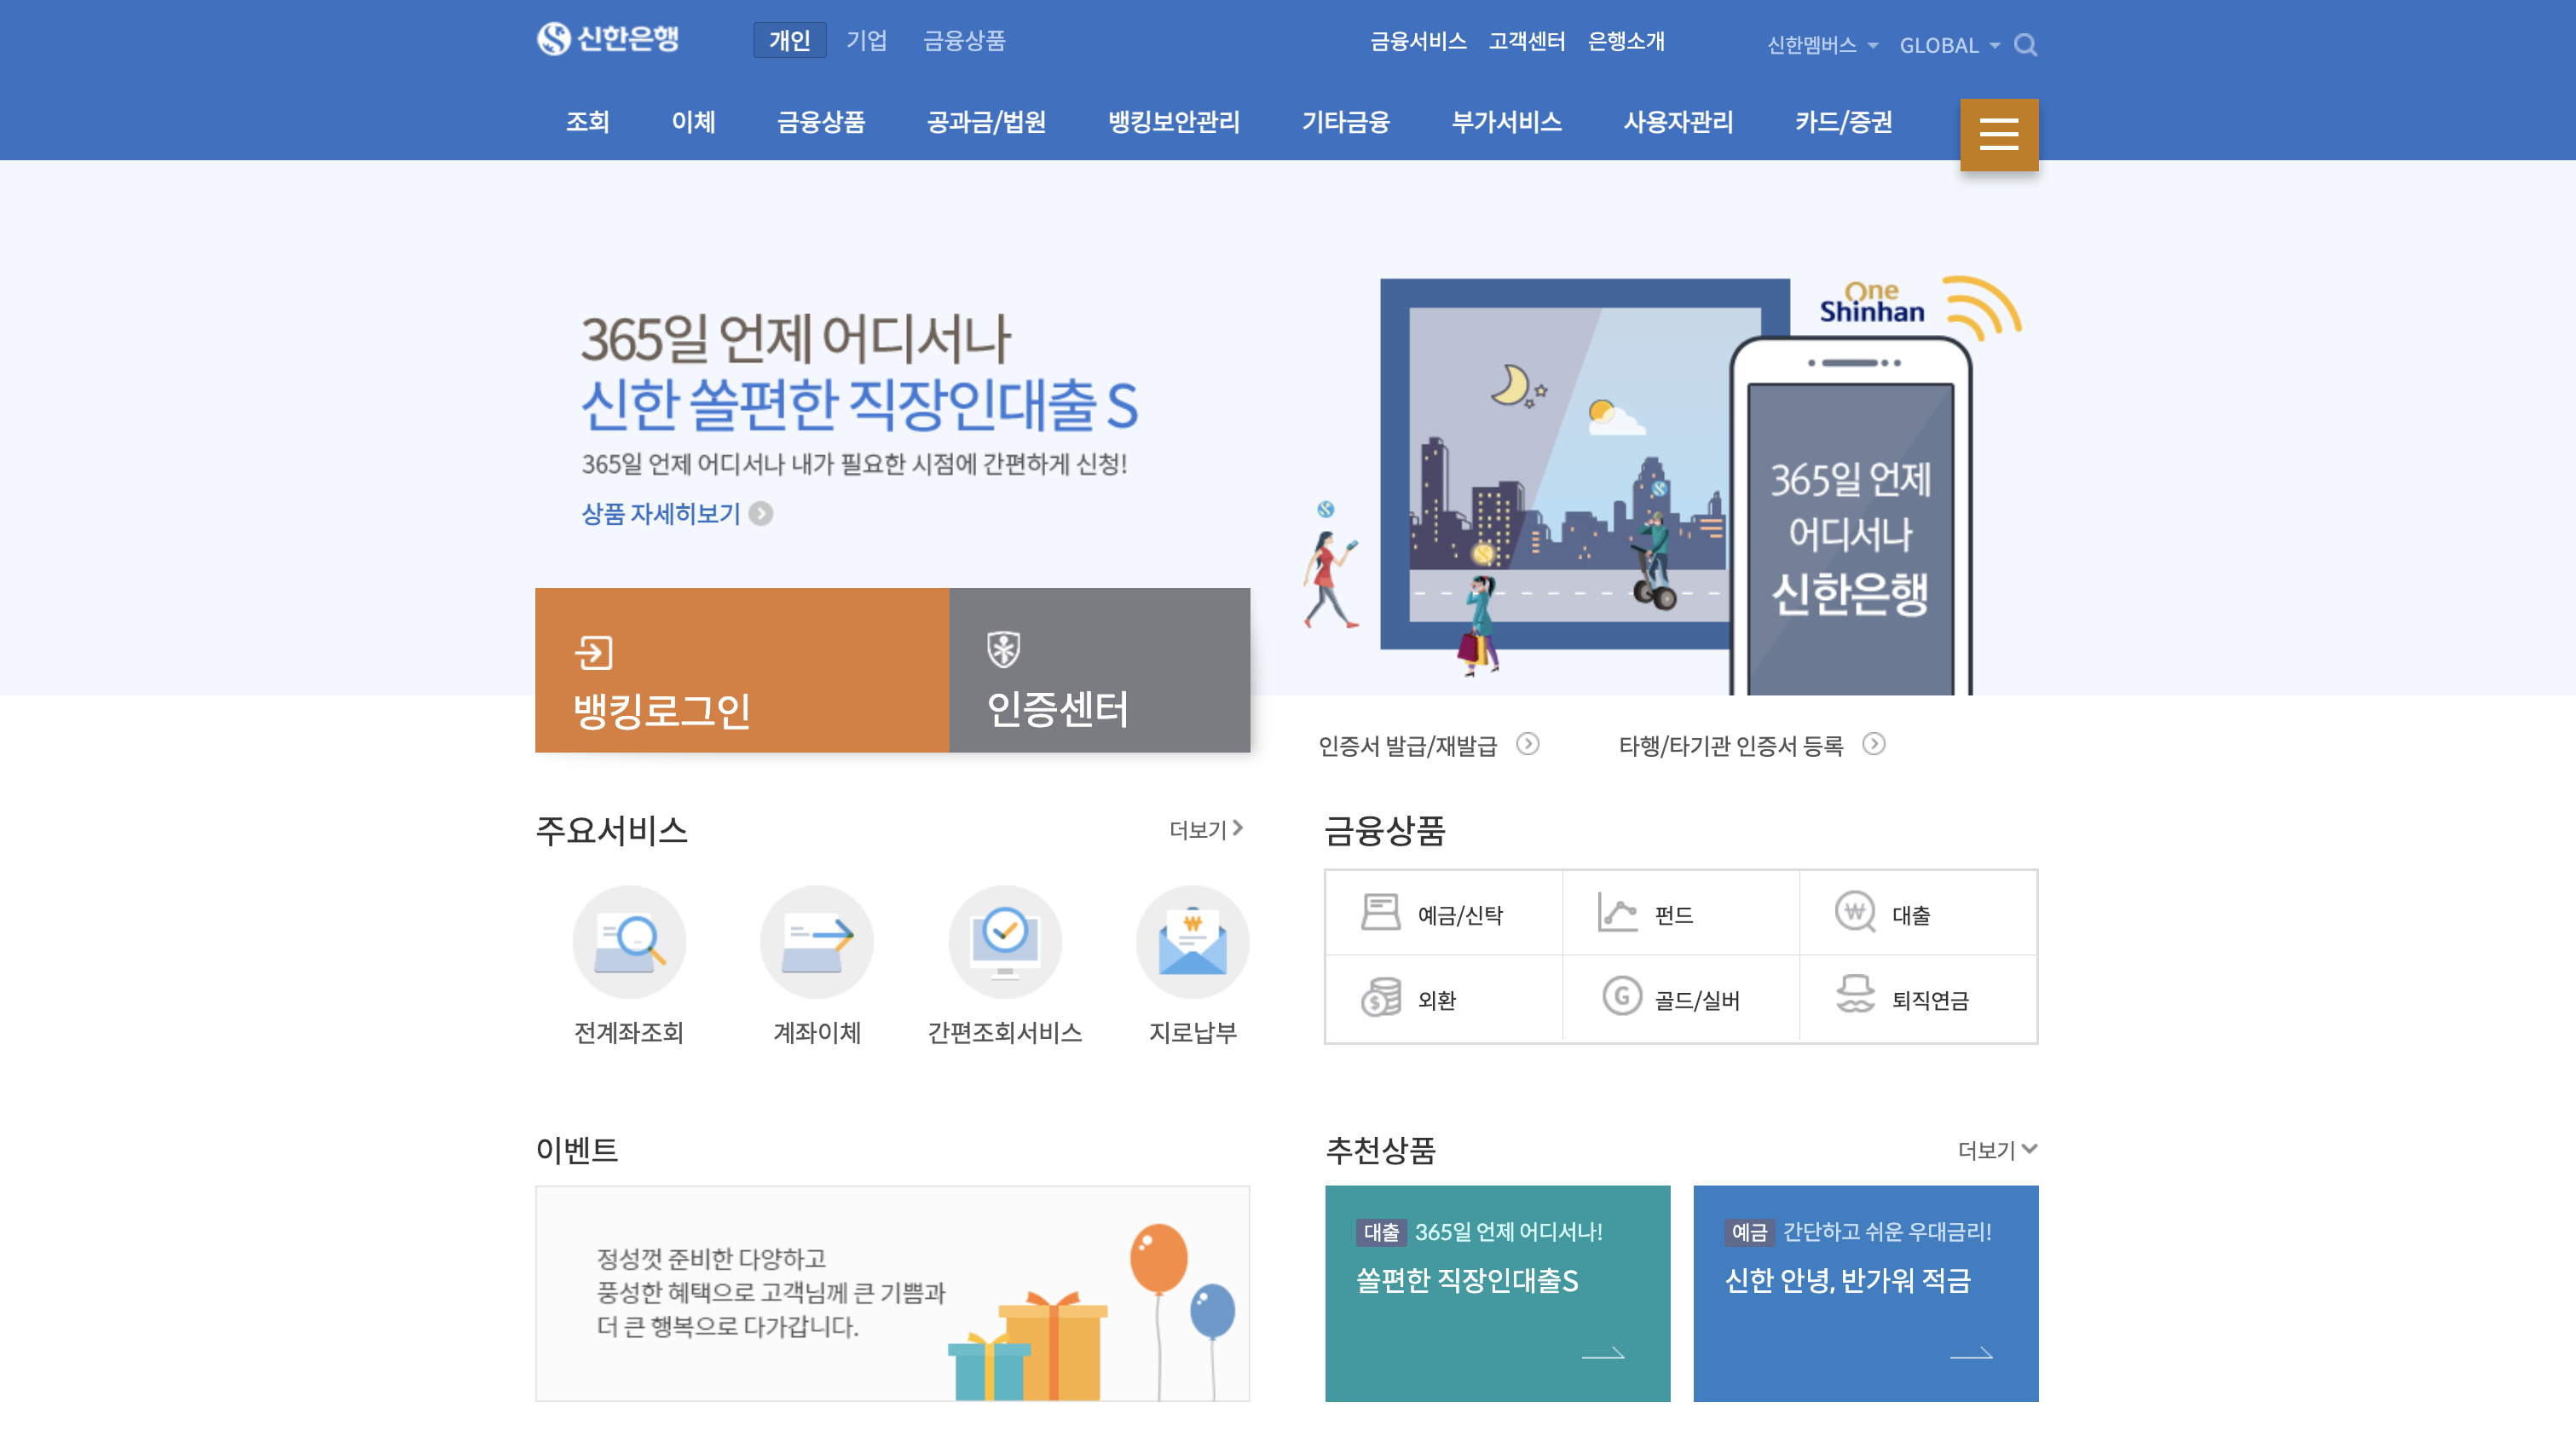 신한은행
개인 기업 금융상품
금융서비스 고객센터 은행소개
신한멤버스 GLOBAL
조회 이체 금융상품 공과금/법원 뱅킹보안관리 기타금융 부가서비스 사용자관리 카드/증권
365일 언제 어디서나
신한 쏠편한 직장인대출 S
365일 언제 어디서나 내가 필요한 시점에 간편하게 신청!
상품 자세히보기
One
Shinhan
365일 언제
어디서나
신한은행
뱅킹로그인
인증센터
인증서 발급/재발급
타행/타기관 인증서 등록
주요서비스
더보기
전계좌조회
계좌이체
간편조회서비스
지로납부
금융상품
예금/신탁
펀드
대출
외환
골드/실버
퇴직연금
이벤트
정성껏 준비한 다양하고
풍성한 혜택으로 고객님께 큰 기쁨과
더 큰 행복으로 다가갑니다.
추천상품
더보기
대출 365일 언제 어디서나!
쏠편한 직장인대출S
예금 간단하고 쉬운 우대금리!
신한 안녕, 반가워 적금